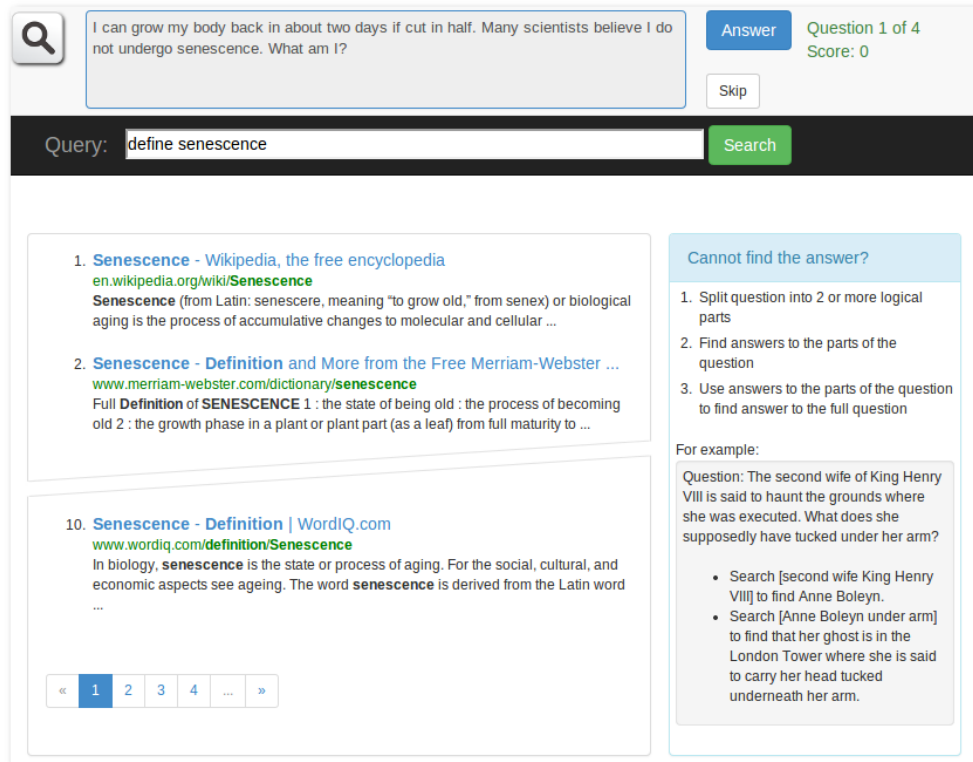 I can grow my body back in about two days if cut in half. Many scientists believe I do
not undergo senescence. What am I?
Answer
Question 1 of 4
Score: 0
Skip
Query:
define senescence
Search
1. Senescence - Wikipedia, the free encyclopedia
en.wikipedia.org/wiki/Senescence
Senescence (from Latin: senescere, meaning “to grow old,” from senex) or biological
aging is the process of accumulative changes to molecular and cellular ...
2. Senescence - Definition and More from the Free Merriam-Webster ...
www.merriam-webster.com/dictionary/senescence
Full Definition of SENESCENCE 1 : the state of being old : the process of becoming
old 2 : the growth phase in a plant or plant part (as a leaf) from full maturity to ...
10. Senescence - Definition | WordIQ.com
www.wordiq.com/definition/Senescence
In biology, senescence is the state or process of aging. For the social, cultural, and
economic aspects see ageing. The word senescence is derived from the Latin word
...
« 1 2 3 4 ... »
Cannot find the answer?
1. Split question into 2 or more logical
parts
2. Find answers to the parts of the
question
3. Use answers to the parts of the question
to find answer to the full question
For example:
Question: The second wife of King Henry
VIII is said to haunt the grounds where
she was executed. What does she
supposedly have tucked under her arm?
• Search [second wife King Henry
VIII] to find Anne Boleyn.
• Search [Anne Boleyn under arm]
to find that her ghost is in the
London Tower where she is said
to carry her head tucked
underneath her arm.